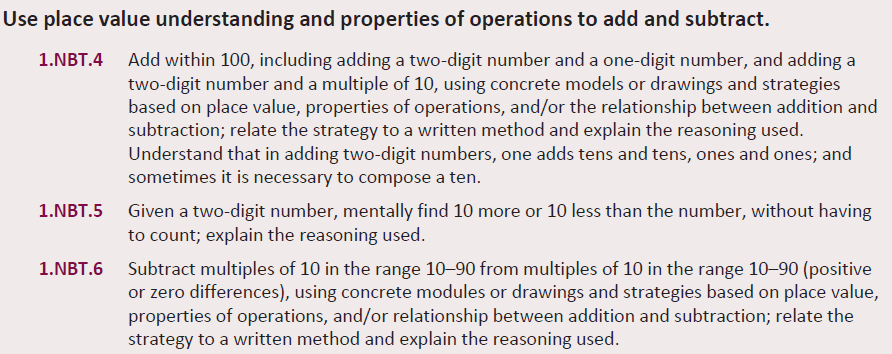 Use place value understanding and properties of operations to add and subtract.
1.NBT.4 Add within 100, including adding a two-digit number and a one-digit number, and adding a
two-digit number and a multiple of 10, using concrete models or drawings and strategies
based on place value, properties of operations, and/or the relationship between addition and
subtraction; relate the strategy to a written method and explain the reasoning used.
Understand that in adding two-digit numbers, one adds tens and tens, ones and ones; and
sometimes it is necessary to compose a ten.
1.NBT.5 Given a two-digit number, mentally find 10 more or 10 less than the number, without having
to count; explain the reasoning used.
1.NBT.6 Subtract multiples of 10 in the range 10–90 from multiples of 10 in the range 10–90 (positive
or zero differences), using concrete modules or drawings and strategies based on place value,
properties of operations, and/or relationship between addition and subtraction; relate the
strategy to a written method and explain the reasoning used.